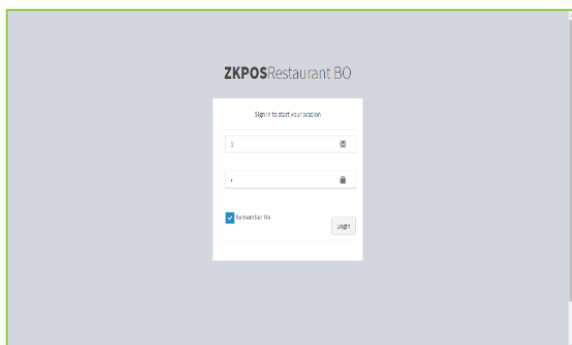 ZKPOSRestaurant BO
Sign in to start your session
1
Remember Me
Login